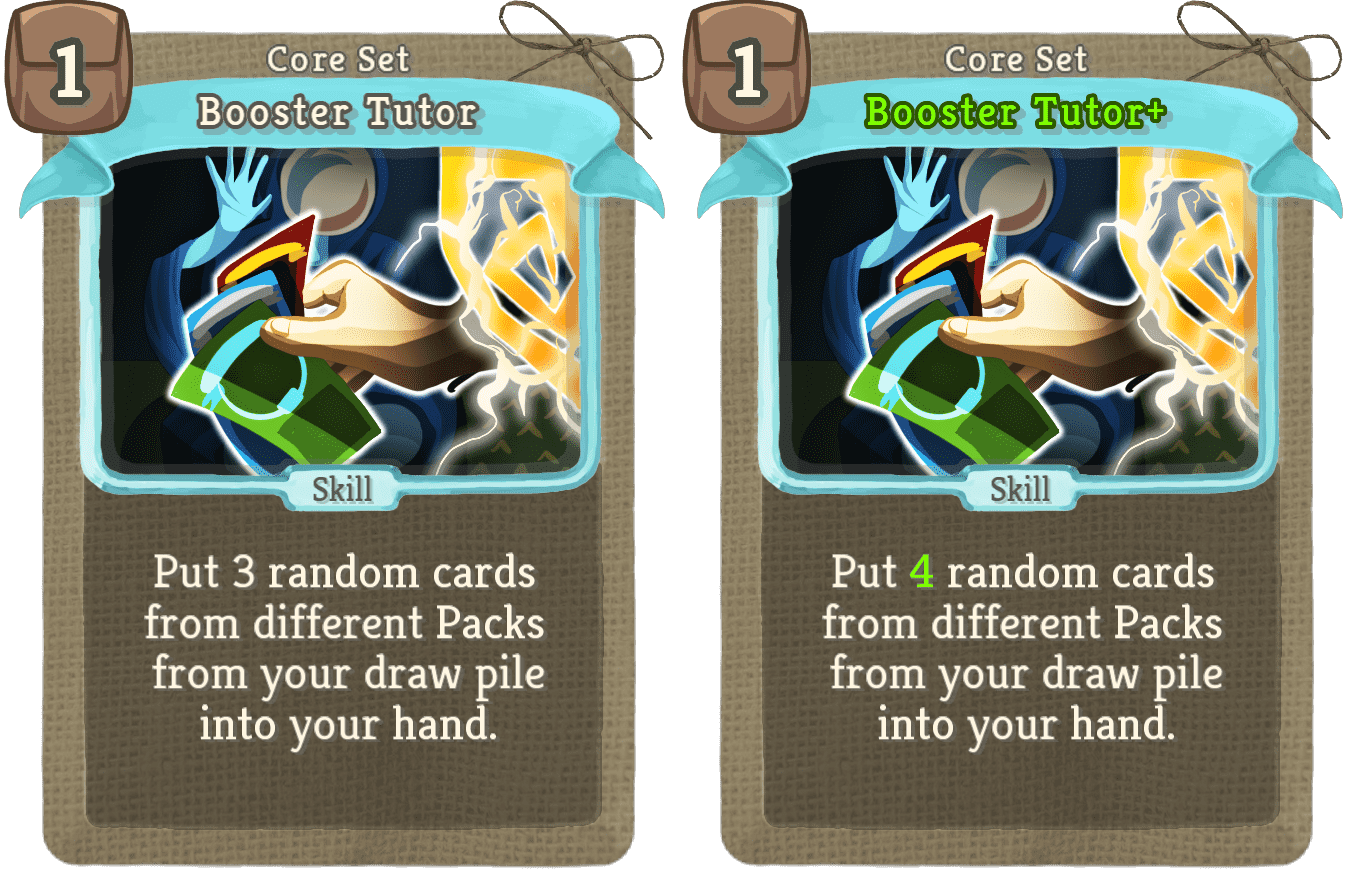 1
Core Set
Booster Tutor
Skill
Put 3 random cards
from different Packs
from your draw pile
into your hand.
1
Core Set
Booster Tutor+
Skill
Put 4 random cards
from different Packs
from your draw pile
into your hand.